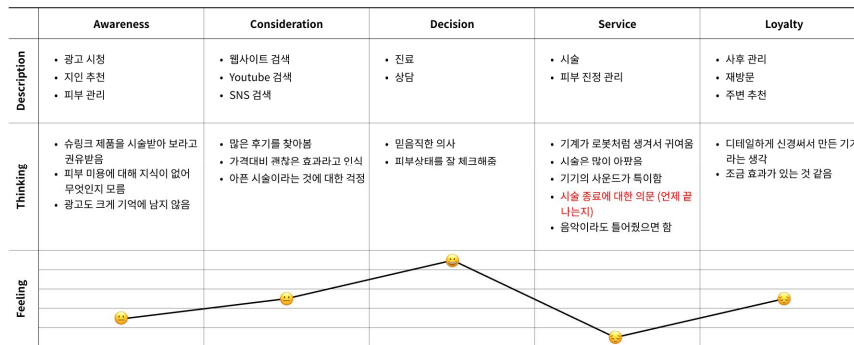 Awareness
Consideration
Decision
Service
Loyalty
Description
• 광고 시청
• 지인 추천
• 피부 관리
• 웹사이트 검색
• Youtube 검색
• SNS 검색
• 진료
• 상담
• 시술
• 피부 진정 관리
• 사후 관리
• 재방문
• 주변 추천
Thinking
• 슈링크 제품을 시술받아 보라고
권유받음
• 피부 미용에 대해 지식이 없어
무엇인지 모름
• 광고도 크게 기억에 남지 않음
• 많은 후기를 찾아봄
• 가격대비 괜찮은 효과라고 인식
• 아픈 시술이라는 것에 대한 걱정
• 믿음직한 의사
• 피부상태를 잘 체크해줌
• 기계가 로봇처럼 생겨서 귀여움
• 시술은 많이 아팠음
• 기기의 사운드가 특이함
• 시술 종료에 대한 의문 (언제 끝
나는지)
• 음악이라도 틀어줬으면 함
• 디테일하게 신경써서 만든
라는 생각
• 조금 효과가 있는 것 같음
Feeling